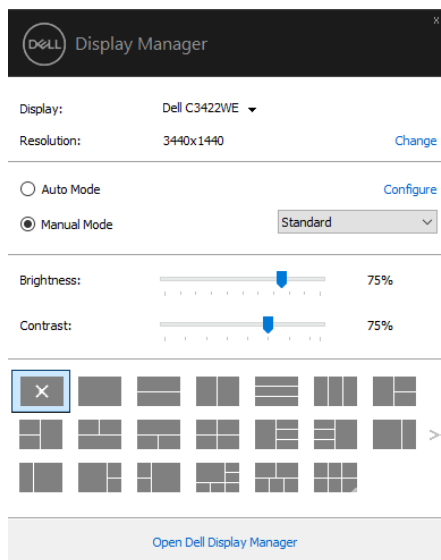 x
DELL Display Manager
Display: Dell C3422WE
Resolution: 3440x1440 Change
Auto Mode Configure
Manual Mode Standard
Brightness: 75%
Contrast: 75%
Open Dell Display Manager